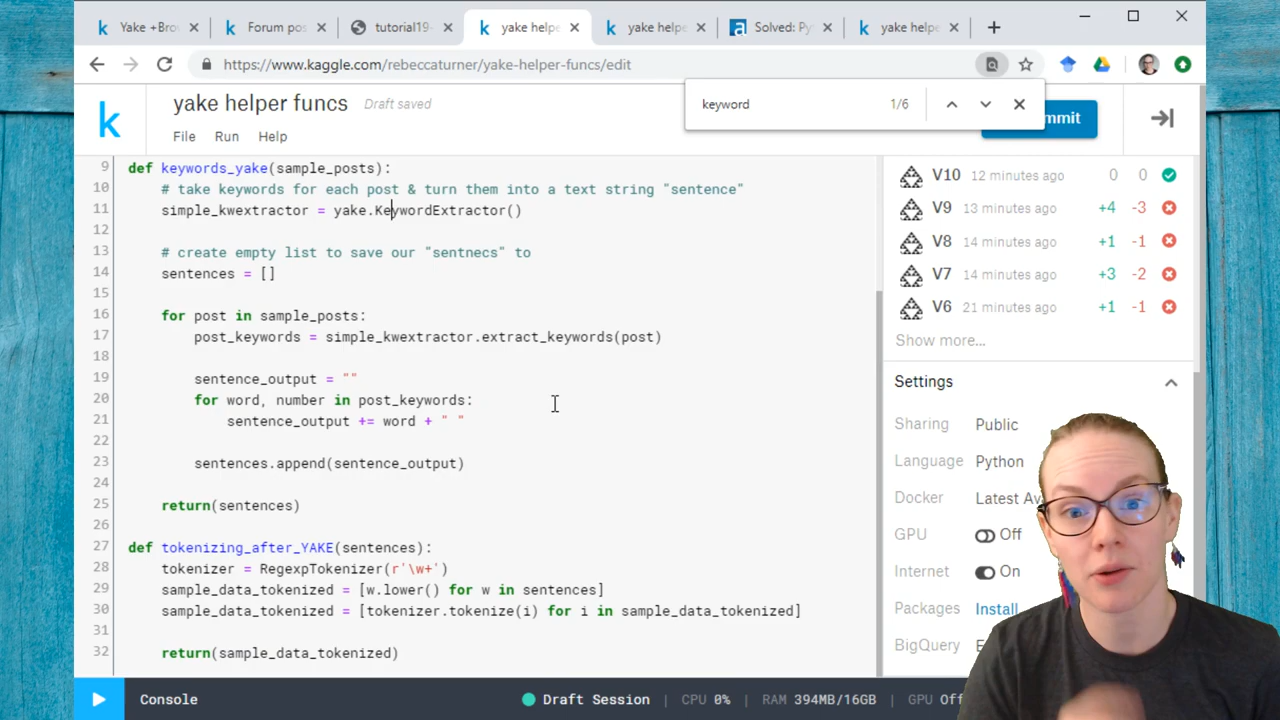 Yake +Brow
Forum pos
tutorial19-
yake helpe
yake helpe
Solved: Py
yake helpe
https://www.kaggle.com/rebeccaturner/yake-helper-funcs/edit
yake helper funcs
Draft saved
keyword
1/6
mmit
File
Run
Help
9 def keywords_yake(sample_posts):
10 # take keywords for each post & turn them into a text string "sentence"
11 simple_kwextractor = yake.KeywordExtractor()
12
13 # create empty list to save our "sentnecs" to
14 sentences = []
15
16 for post in sample_posts:
17 post_keywords = simple_kwextractor.extract_keywords(post)
18
19 sentence_output = ""
20 for word, number in post_keywords:
21 sentence_output += word + " "
22
23 sentences.append(sentence_output)
24
25 return(sentences)
26
27 def tokenizing_after_YAKE(sentences):
28 tokenizer = RegexpTokenizer(r'\w+')
29 sample_data_tokenized = [w.lower() for w in sentences]
30 sample_data_tokenized = [tokenizer.tokenize(i) for i in sample_data_tokenized]
31
32 return(sample_data_tokenized)
V10 12 minutes ago 0 0
V9 13 minutes ago +4 -3
V8 14 minutes ago +1 -1
V7 14 minutes ago +3 -2
V6 21 minutes ago +1 -1
Show more...
Settings
Sharing Public
Language Python
Docker Latest Av
GPU Off
Internet On
Packages Install
BigQuery
Console
Draft Session
CPU 0%
RAM 394MB/16GB
GPU Off